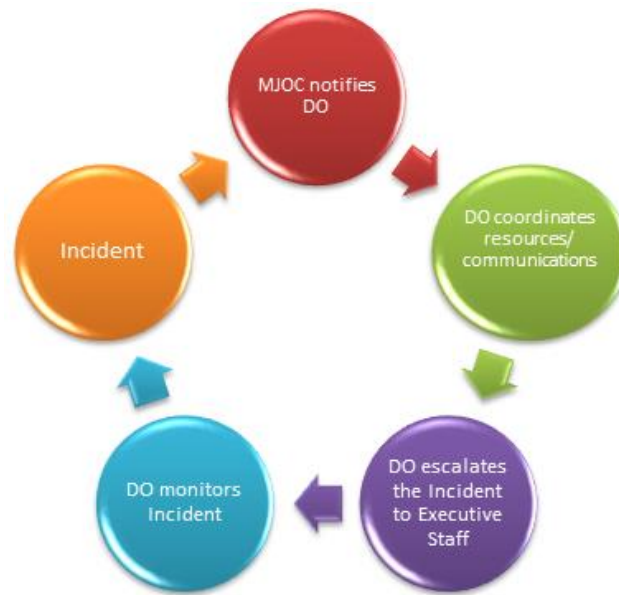 MJOC notifies
DO
DO coordinates
resources/
communications
DO escalates
the Incident
to Executive
Staff
DO monitors
Incident
Incident